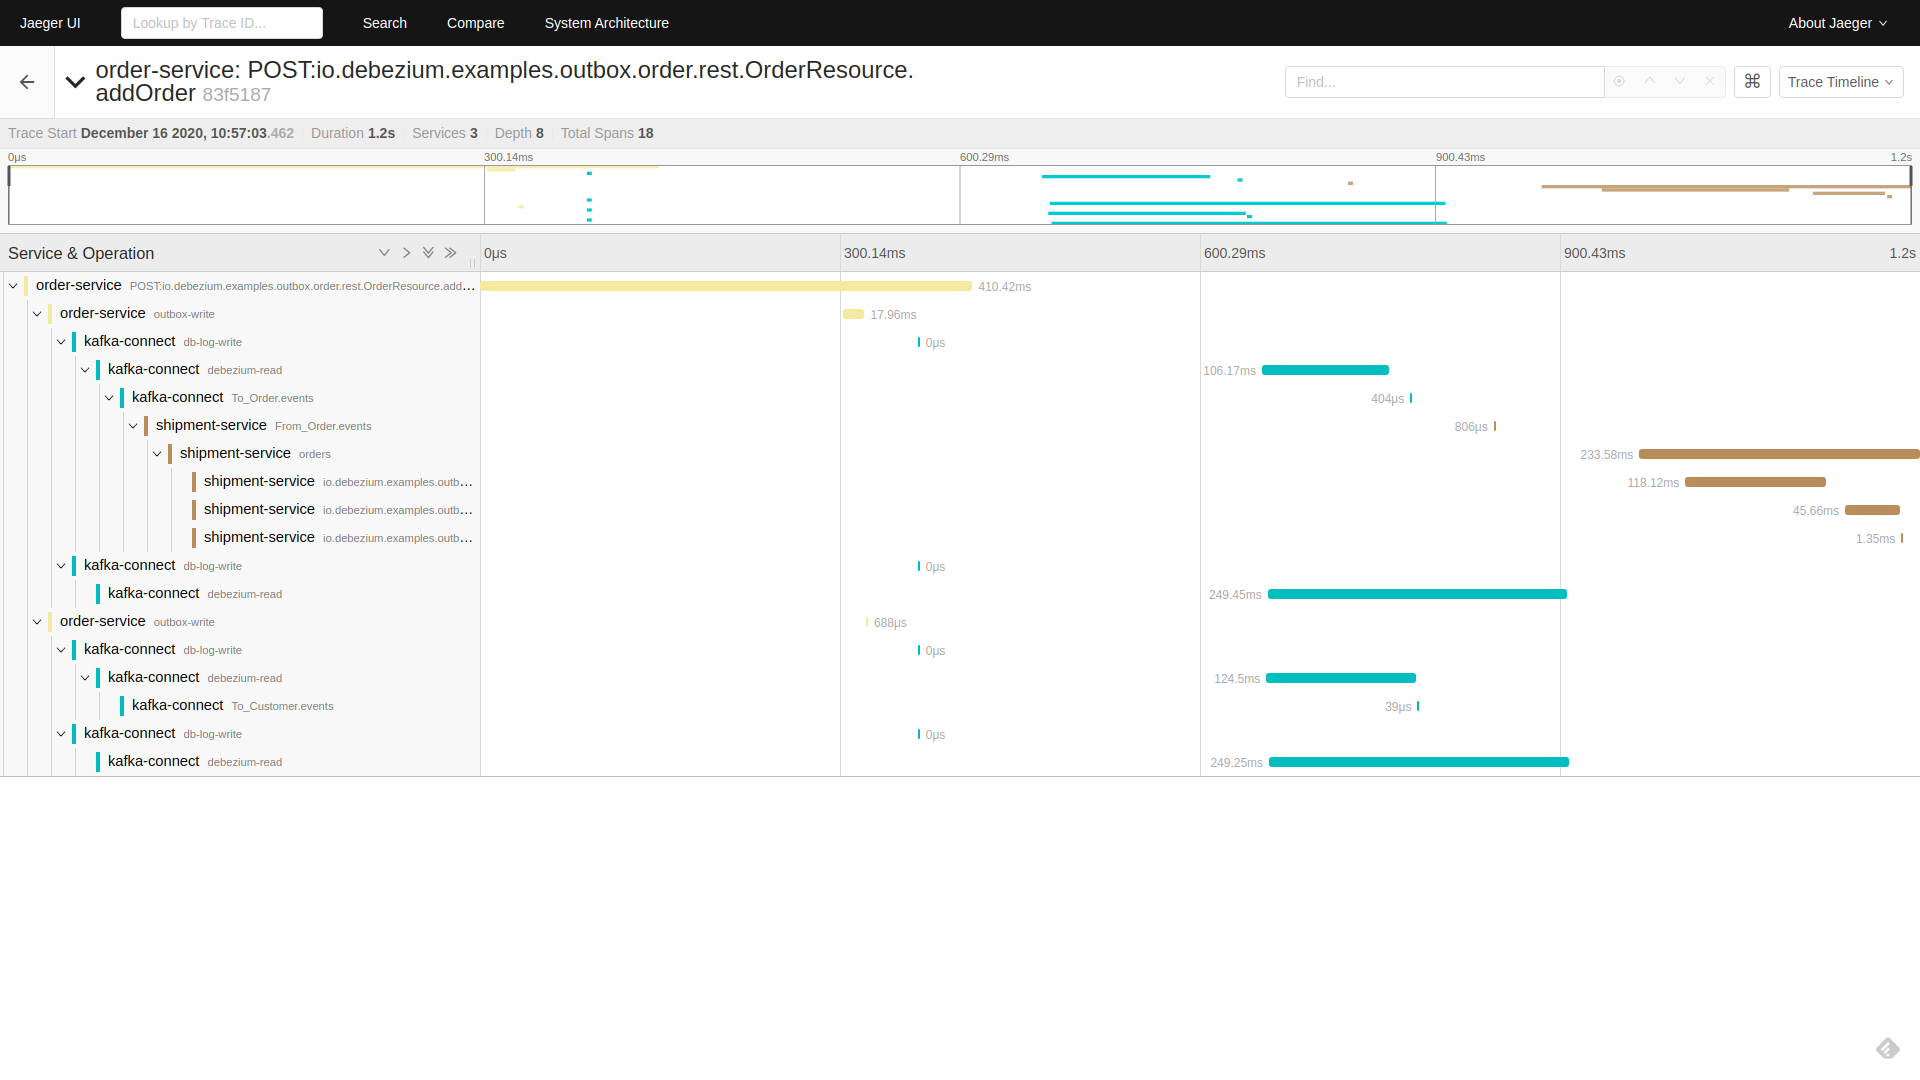 Jaeger UI Lookup by Trace ID... Search Compare System Architecture About Jaeger
order-service: POST:io.debezium.examples.outbox.order.rest.OrderResource.
addOrder 83f5187
Find... ⌘ Trace Timeline
Trace Start December 16 2020, 10:57:03.462 Duration 1.2s Services 3 Depth 8 Total Spans 18
0μs 300.14ms 600.29ms 900.43ms 1.2s
Service & Operation 0μs 300.14ms 600.29ms 900.43ms 1.2s
order-service POST:io.debezium.examples.outbox.order.rest.OrderResource.add... 410.42ms
order-service outbox-write 17.96ms
kafka-connect db-log-write 0μs
kafka-connect debezium-read 106.17ms
kafka-connect To_Order.events 404μs
shipment-service From_Order.events 806μs
shipment-service orders 233.58ms
shipment-service io.debezium.examples.outb... 118.12ms
shipment-service io.debezium.examples.outb... 45.66ms
shipment-service io.debezium.examples.outb... 1.35ms
kafka-connect db-log-write 0μs
kafka-connect debezium-read 249.45ms
order-service outbox-write 688μs
kafka-connect db-log-write 0μs
kafka-connect debezium-read 124.5ms
kafka-connect To_Customer.events 39μs
kafka-connect db-log-write 0μs
kafka-connect debezium-read 249.25ms